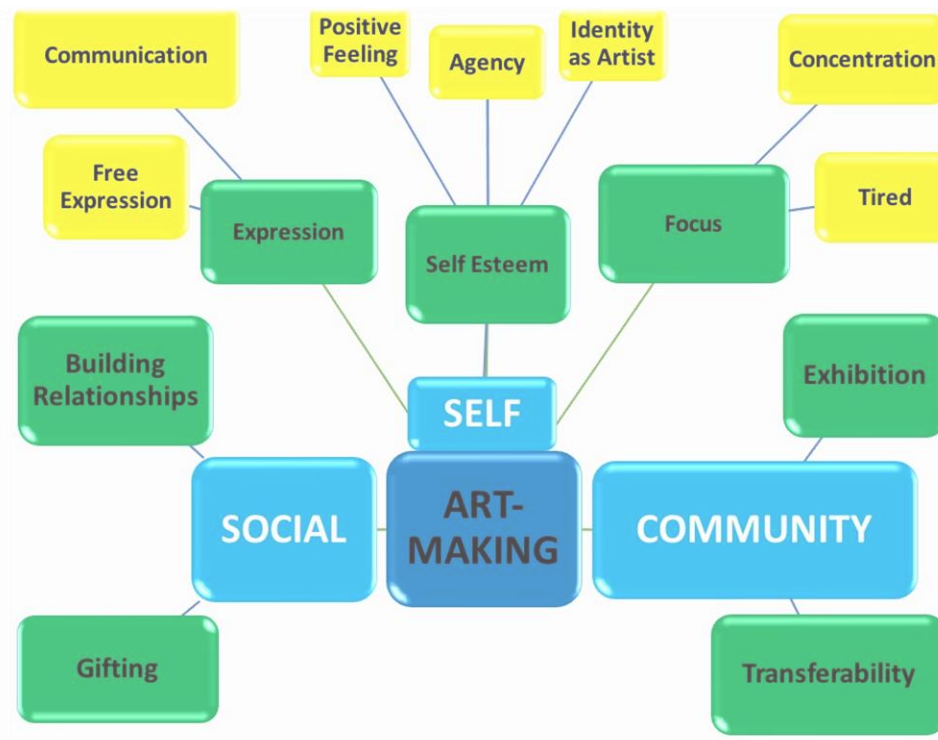 Communication
Positive
Feeling
Agency
Identity
as Artist
Concentration
Free
Expression
Expression
Self Esteem
Focus
Tired
Building
Relationships
SELF
Exhibition
SOCIAL
ART-
MAKING
COMMUNITY
Gifting
Transferability